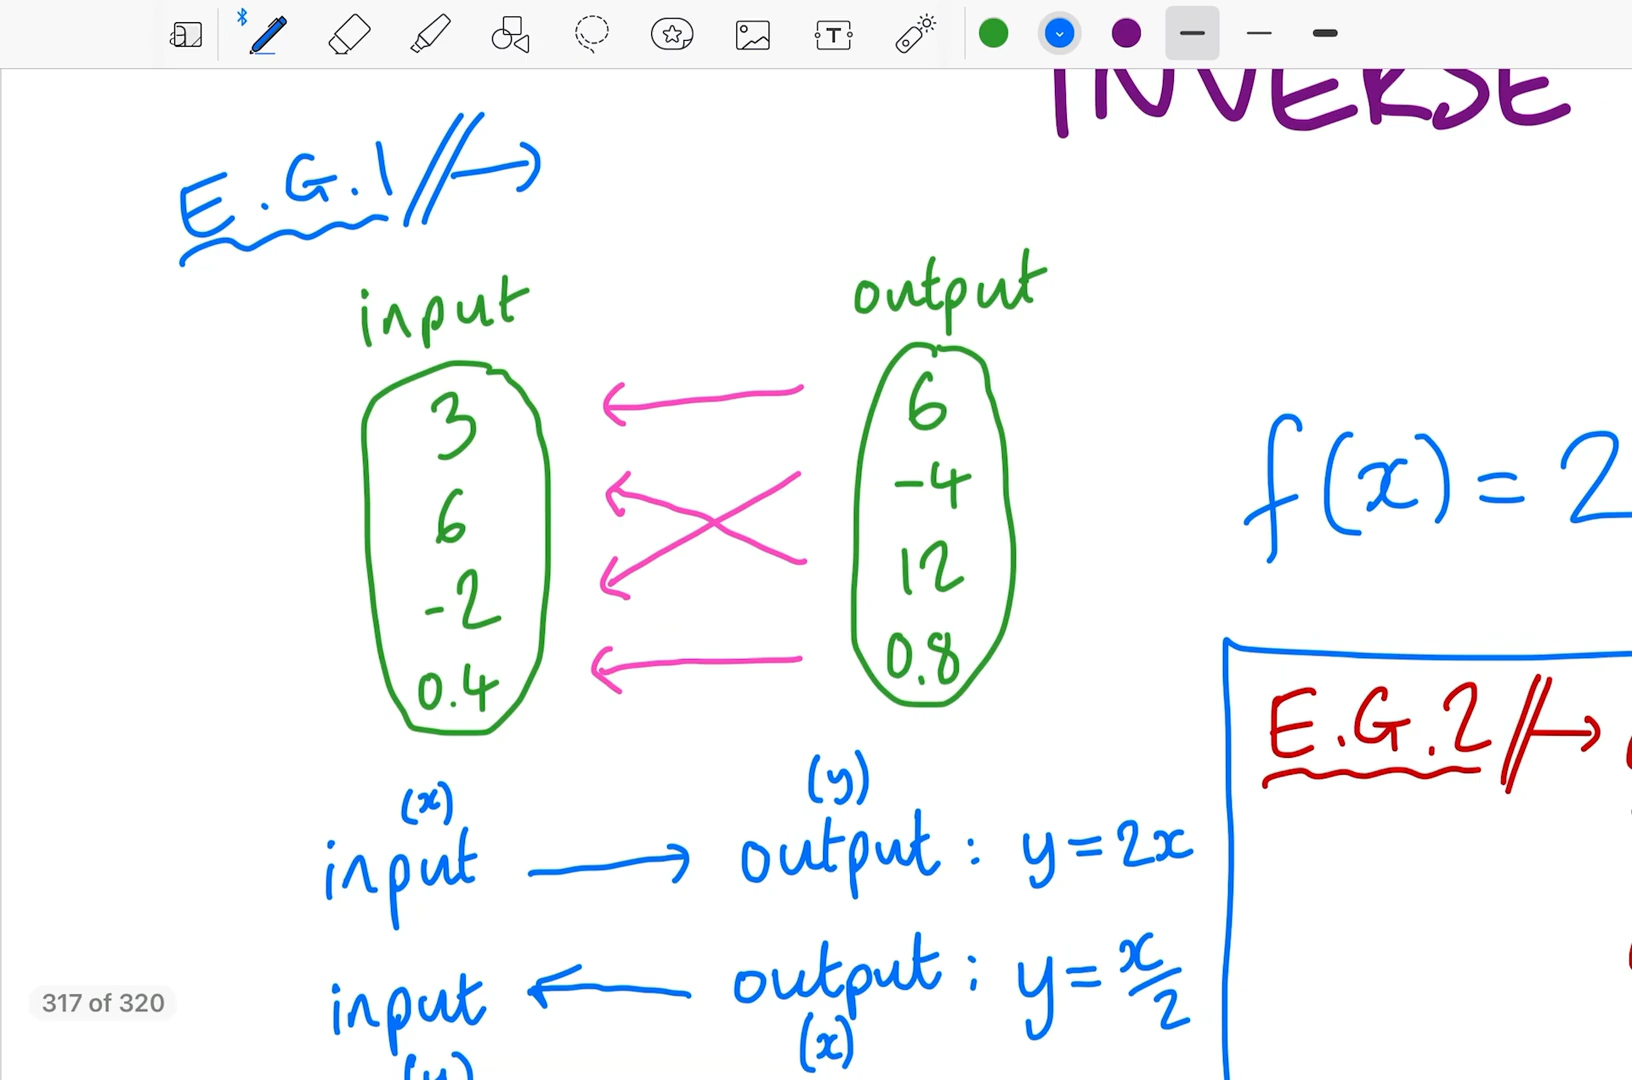 INVERSE
E.G.1
input output
3 6
6 -4
-2 12
0.4 0.8
f(x) = 2
E.G.2
(x) (y)
input → output : y = 2x
input ← output : y = x/2
(y) (x)
317 of 320